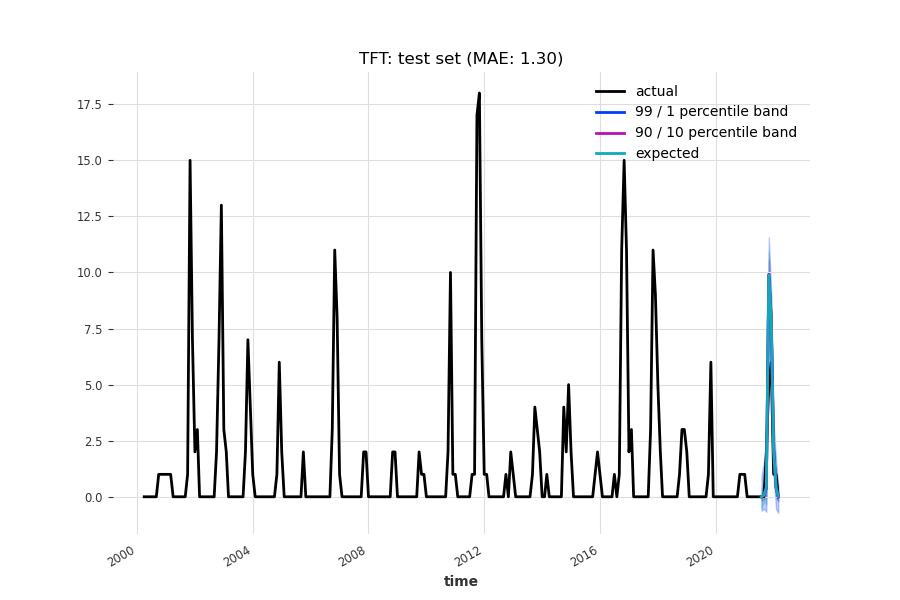 TFT: test set (MAE: 1.30)
actual
99 / 1 percentile band
90 / 10 percentile band
expected
17.5
15.0
12.5
10.0
7.5
5.0
2.5
0.0
2000
2004
2008
2012
2016
2020
time